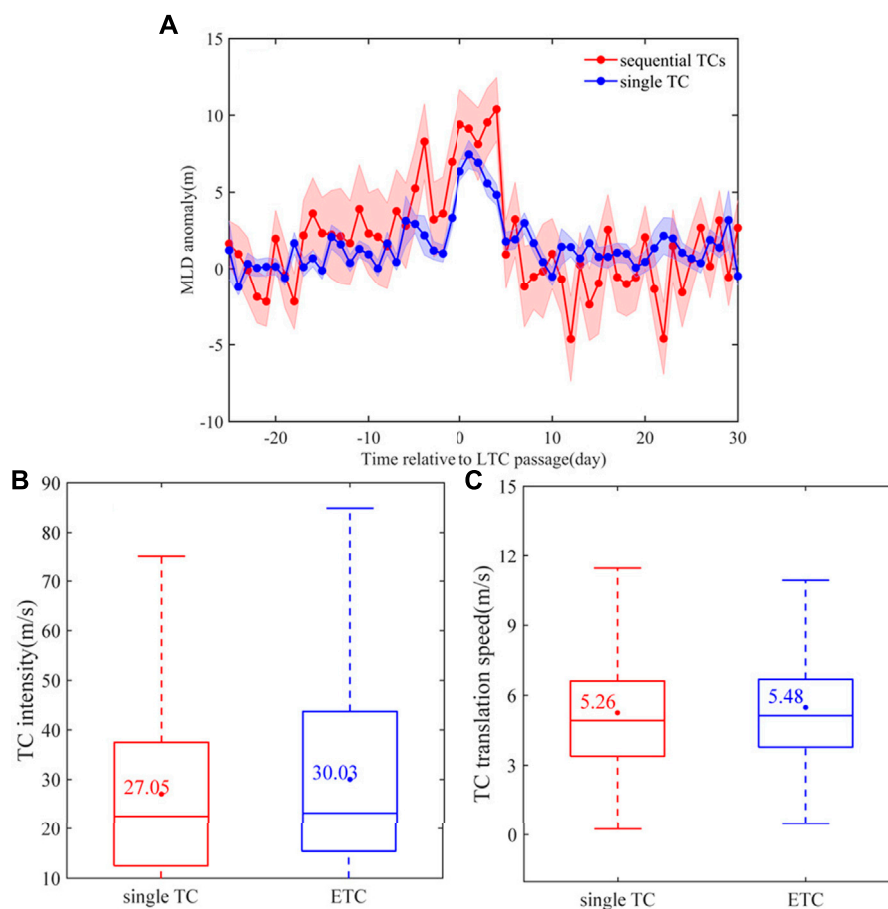 A
15
10
5
0
-5
-10
MLD anomaly(m)
sequential TCs
single TC
-20
-10
0
10
20
30
Time relative to LTC passage(day)
B
90
80
70
60
50
40
30
20
10
TC intensity(m/s)
27.05
30.03
single TC
ETC
C
15
12
9
6
3
0
TC translation speed(m/s)
5.26
5.48
single TC
ETC